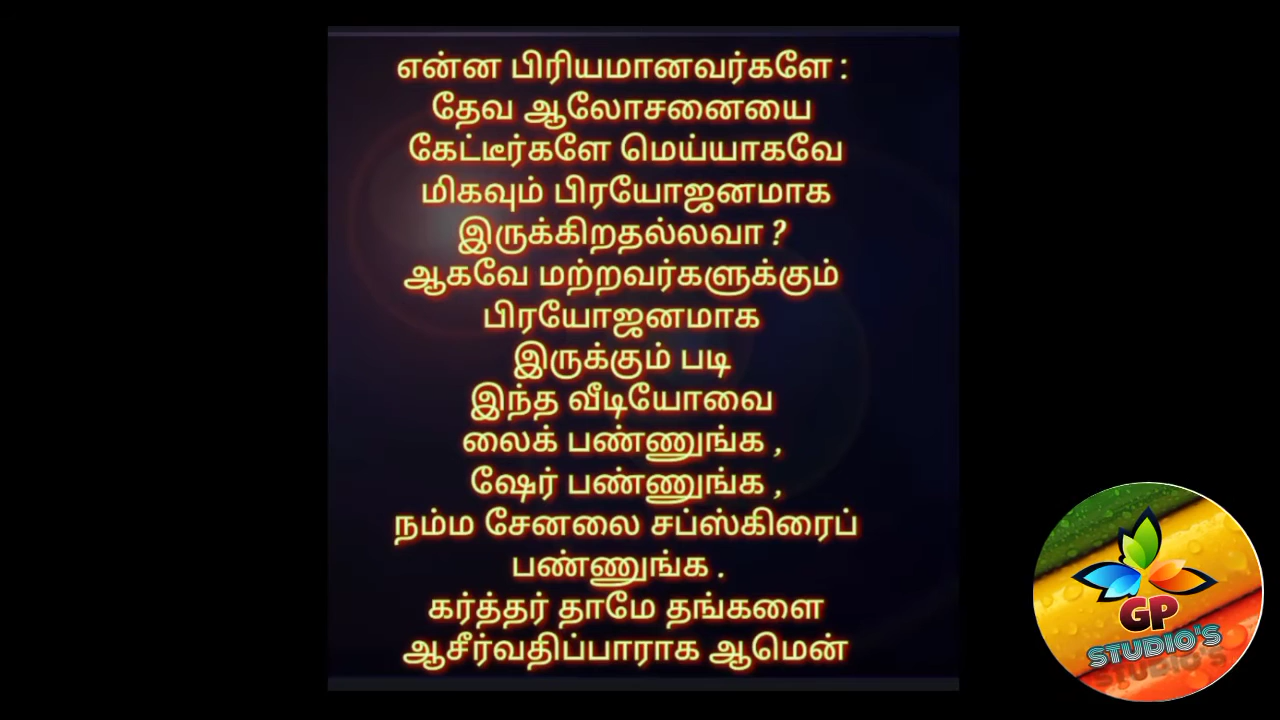 என்ன பிரியமானவர்களே :
தேவ ஆலோசனையை
கேட்டீர்களே மெய்யாகவே
மிகவும் பிரயோஜனமாக
இருக்கிறதல்லவா ?
ஆகவே மற்றவர்களுக்கும்
பிரயோஜனமாக
இருக்கும் படி
இந்த வீடியோவை
லைக் பண்ணுங்க ,
ஷேர் பண்ணுங்க ,
நம்ம சேனலை சப்ஸ்கிரைப்
பண்ணுங்க .
கர்த்தர் தாமே தங்களை
ஆசீர்வதிப்பாராக ஆமென்
GP
STUDIO'S